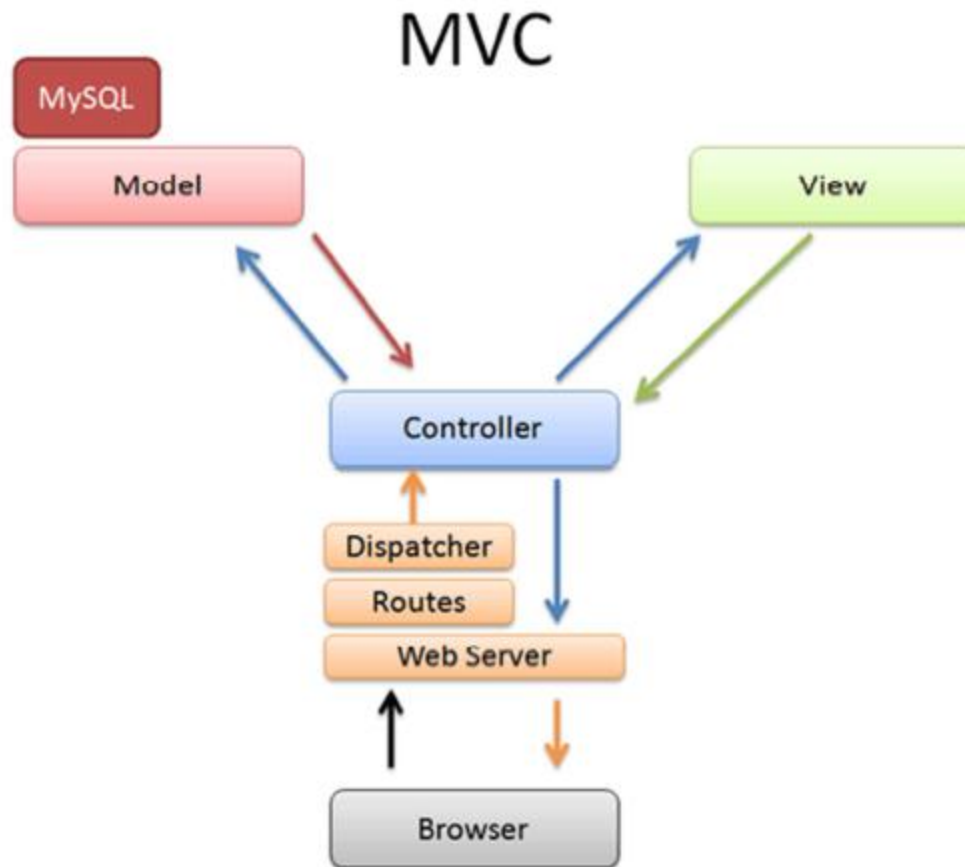 MVC
MySQL
Model
View
Controller
Dispatcher
Routes
Web Server
Browser